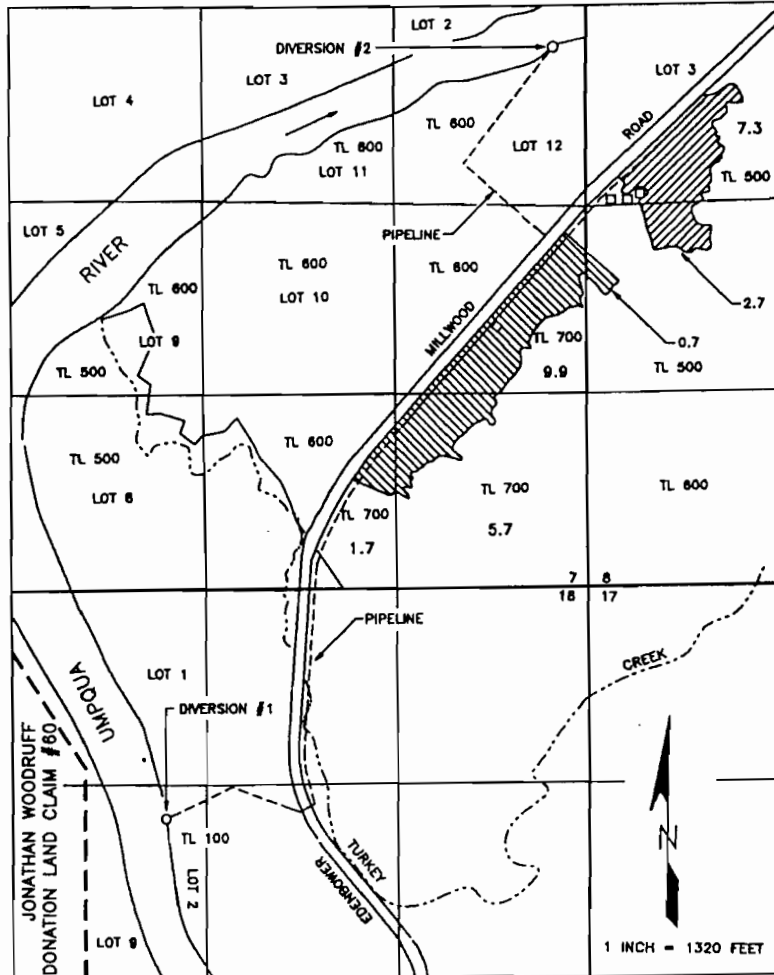 LOT 2
DIVERSION #2
LOT 3
LOT 3
LOT 4
ROAD
7.3
TL 600
TL 600
LOT 12
LOT 11
TL 500
LOT 5
PIPELINE
RIVER
TL 600
TL 600
TL 600
LOT 10
2.7
MILLWOOD
LOT 9
0.7
TL 700
TL 500
TL 500
9.9
TL 600
TL 500
LOT 6
TL 700
TL 600
TL 700
5.7
1.7
7 8
18 17
PIPELINE
CREEK
LOT 1
UMPQUA
DIVERSION #1
JONATHAN WOODRUFF
DONATION LAND CLAIM #60
TL 100
TURKEY
N
EDENBOWER
LOT 2
LOT 9
1 INCH = 1320 FEET